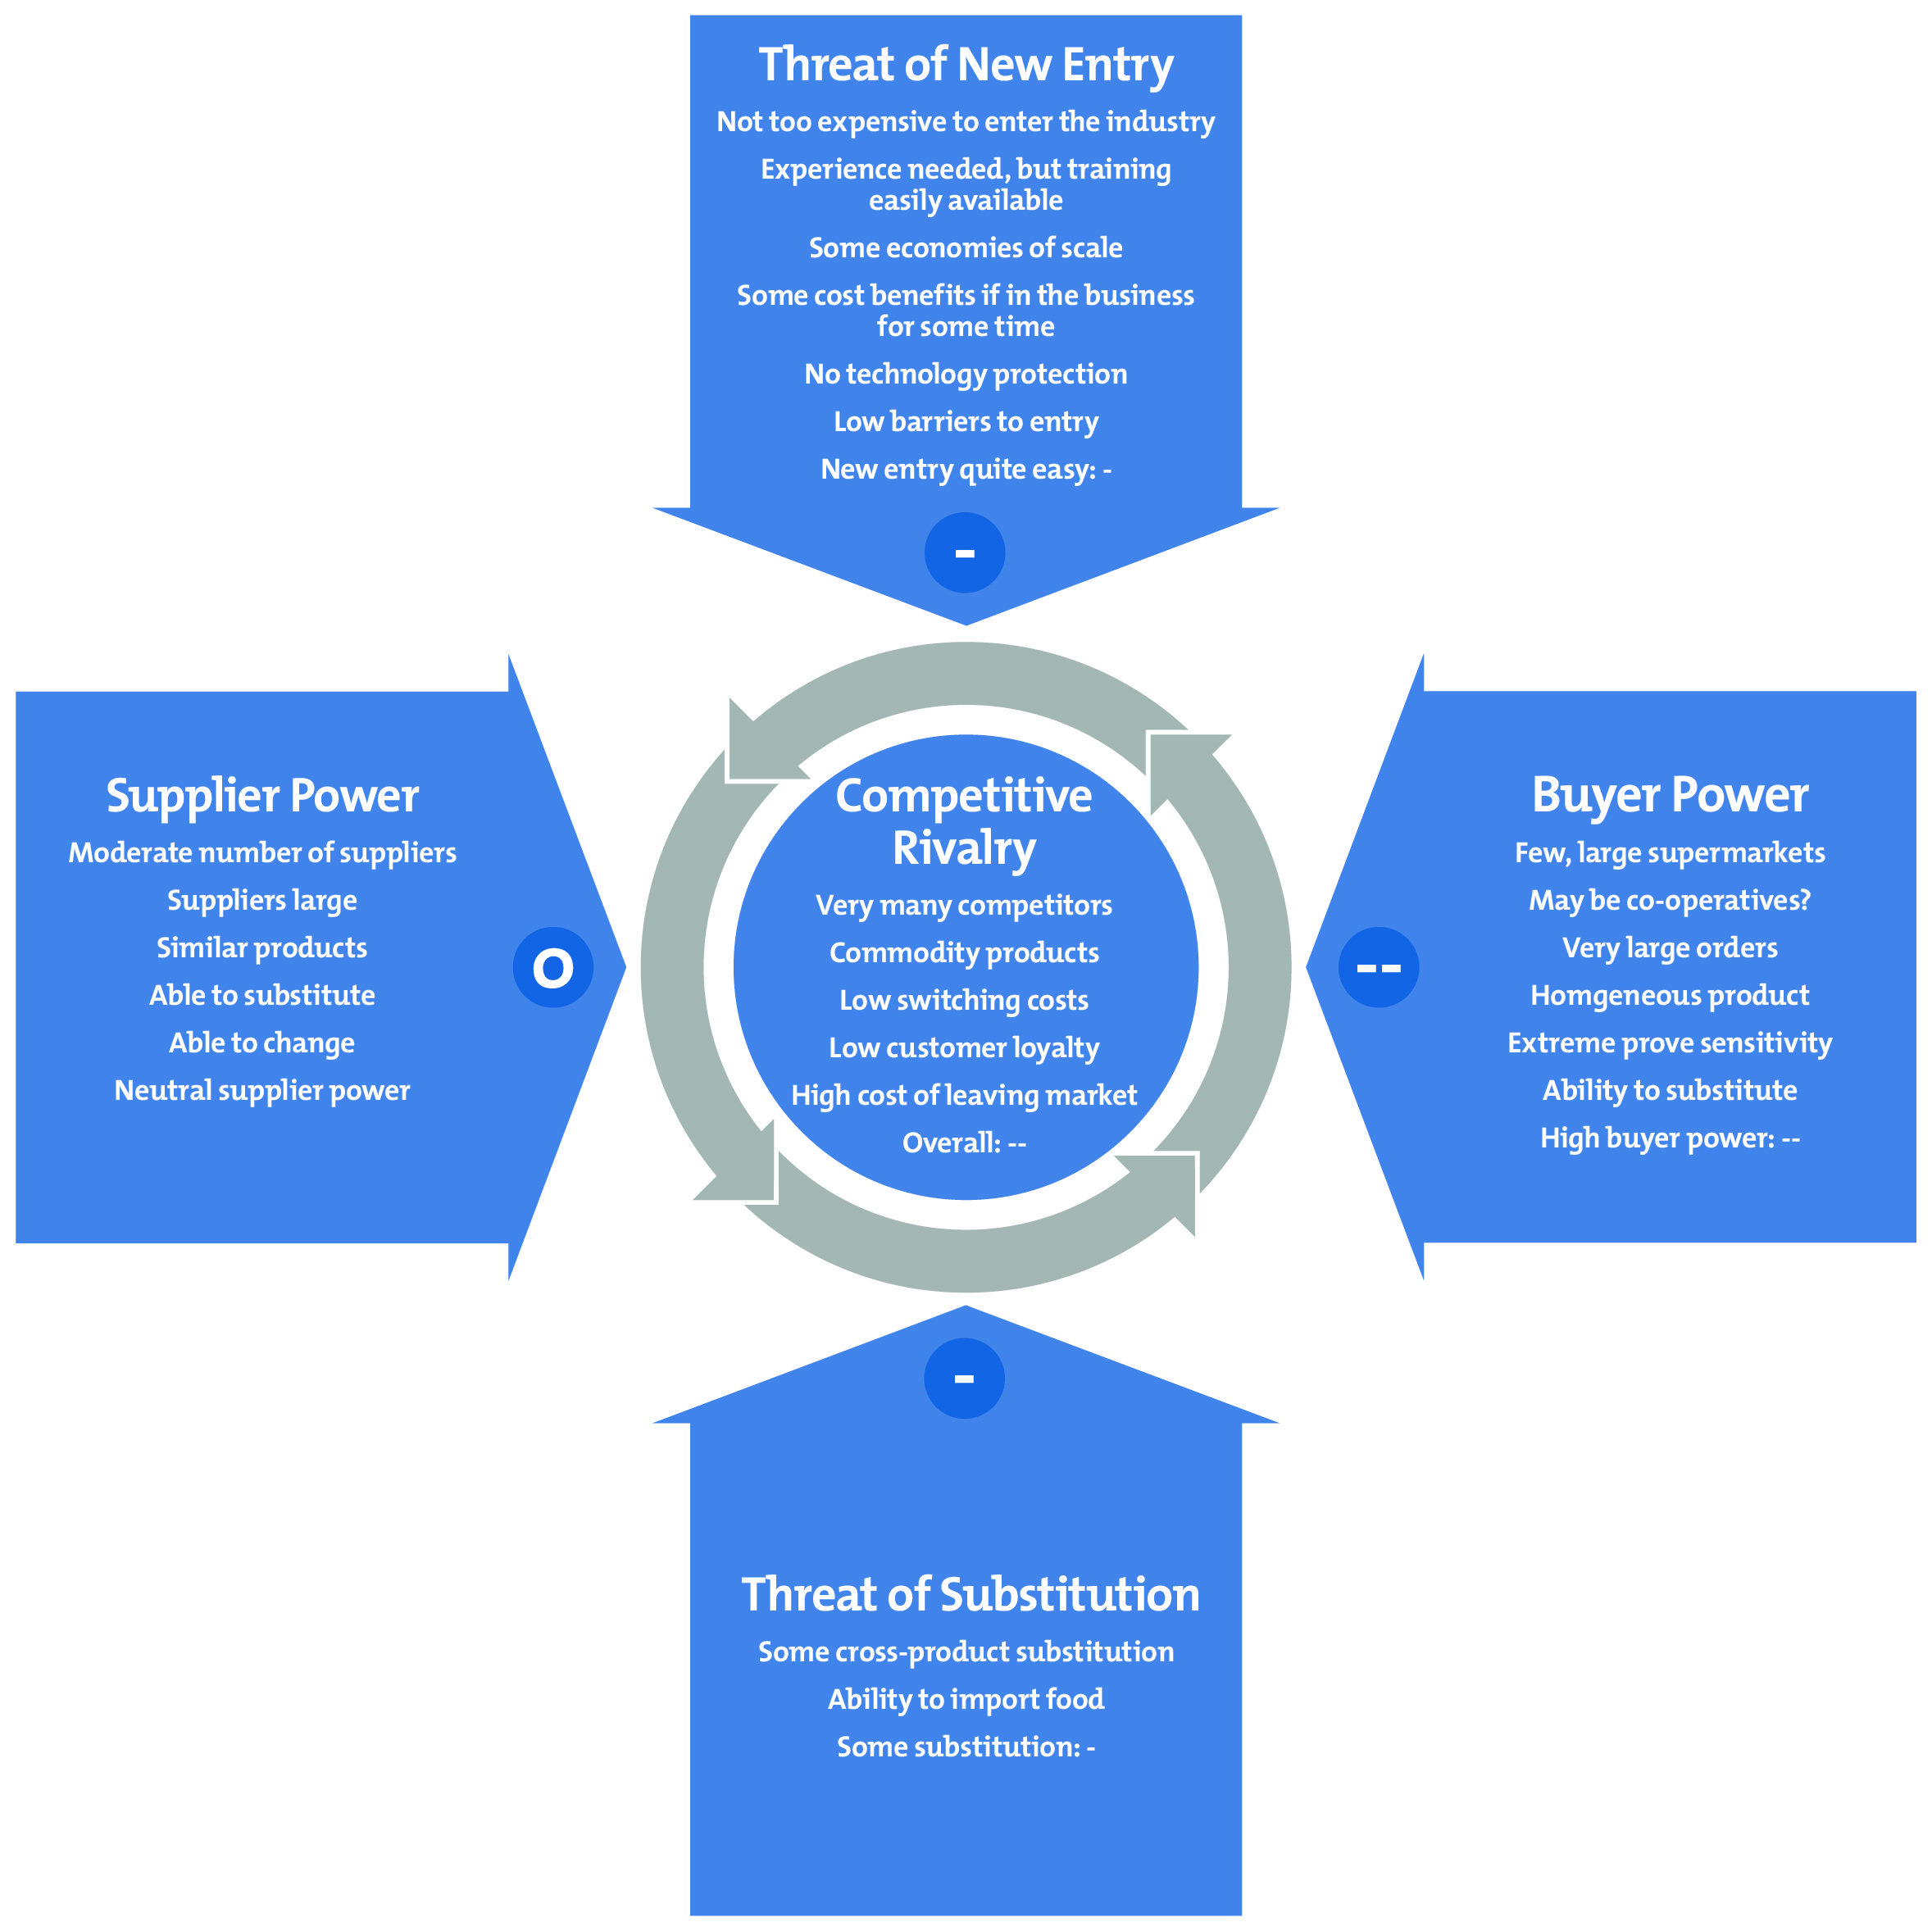 Threat of New Entry
Not too expensive to enter the industry
Experience needed, but training
easily available
Some economies of scale
Some cost benefits if in the business
for some time
No technology protection
Low barriers to entry
New entry quite easy: -
-
Supplier Power
Moderate number of suppliers
Suppliers large
Similar products
Able to substitute
Able to change
Neutral supplier power
o
Competitive
Rivalry
Very many competitors
Commodity products
Low switching costs
Low customer loyalty
High cost of leaving market
Overall: --
--
Buyer Power
Few, large supermarkets
May be co-operatives?
Very large orders
Homgeneous product
Extreme prove sensitivity
Ability to substitute
High buyer power: --
-
Threat of Substitution
Some cross-product substitution
Ability to import food
Some substitution: -